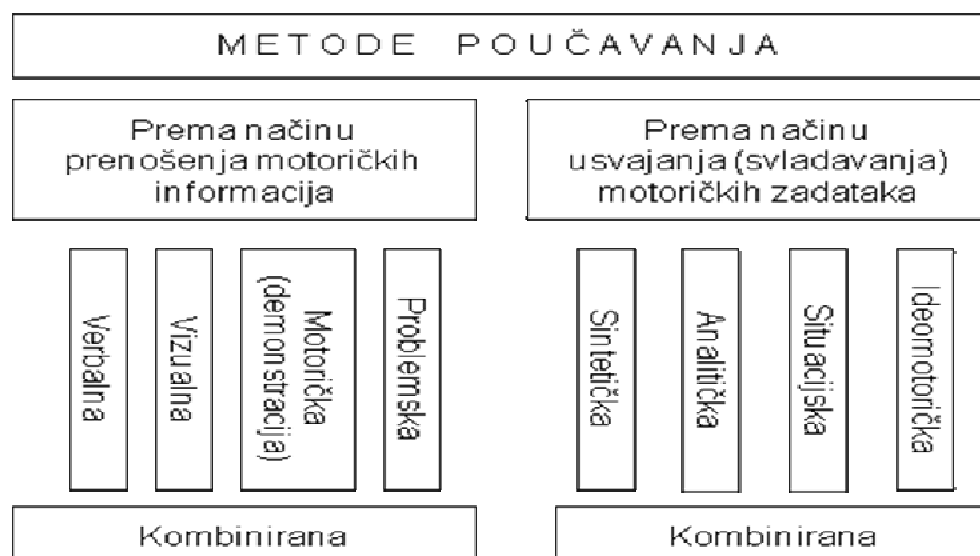 METODE POUČAVANJA
Prema načinu
prenošenja motoričkih
informacija
Prema načinu
usvajanja (svladavanja)
motoričkih zadataka
Verbalna
Vizualna
Motorička
(demonstracija)
Problemska
Sintetička
Analitička
Situacijska
Ideomotorička
Kombinirana
Kombinirana